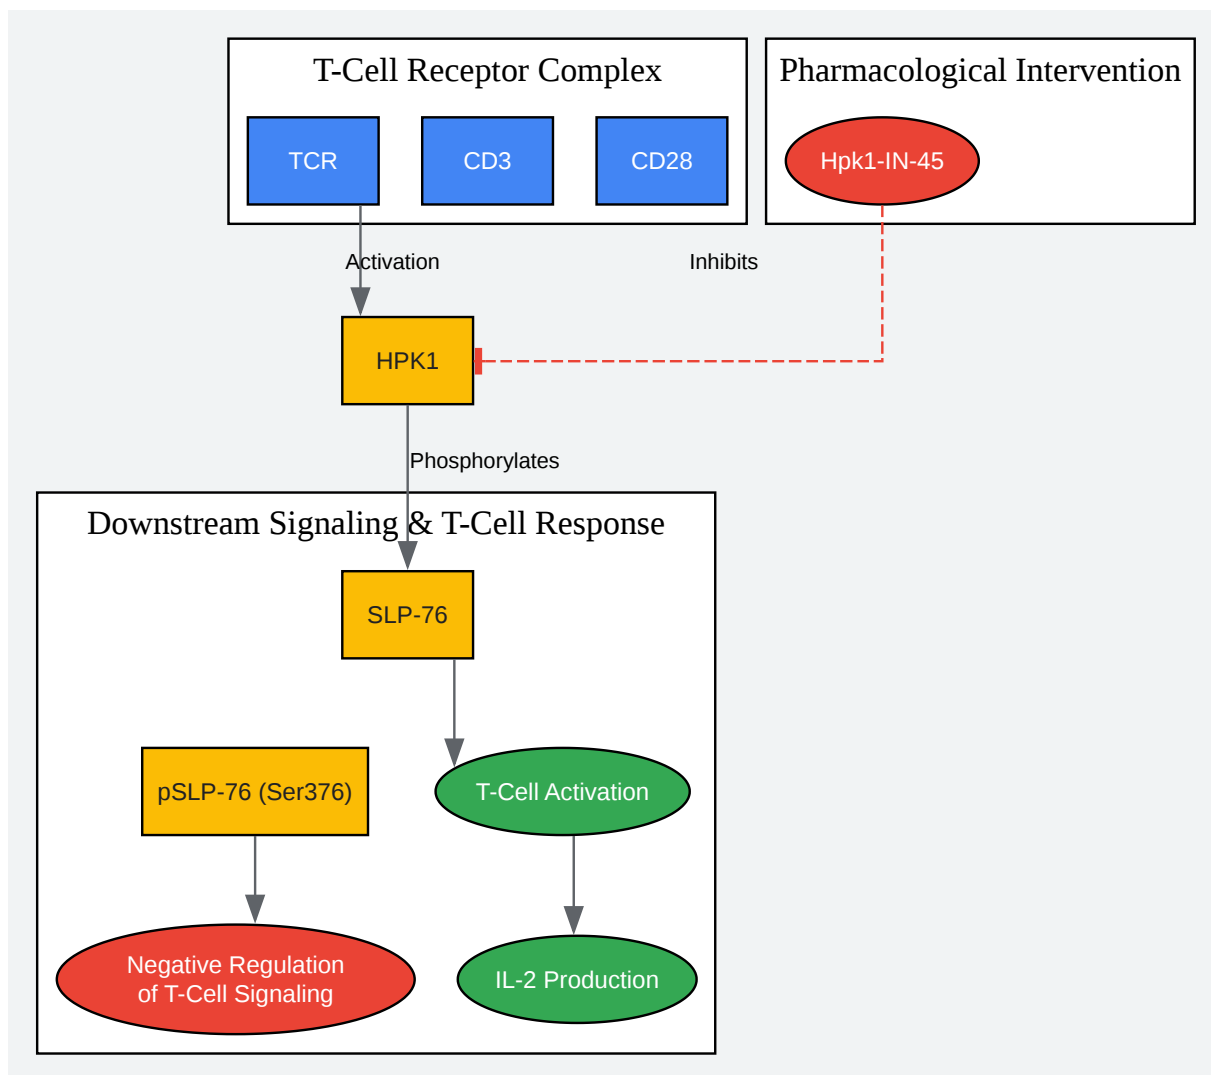 T-Cell Receptor Complex
Pharmacological Intervention
TCR
CD3
CD28
Hpk1-IN-45
Activation
Inhibits
HPK1
Phosphorylates
Downstream Signaling & T-Cell Response
SLP-76
pSLP-76 (Ser376)
T-Cell Activation
Negative Regulation
of T-Cell Signaling
IL-2 Production